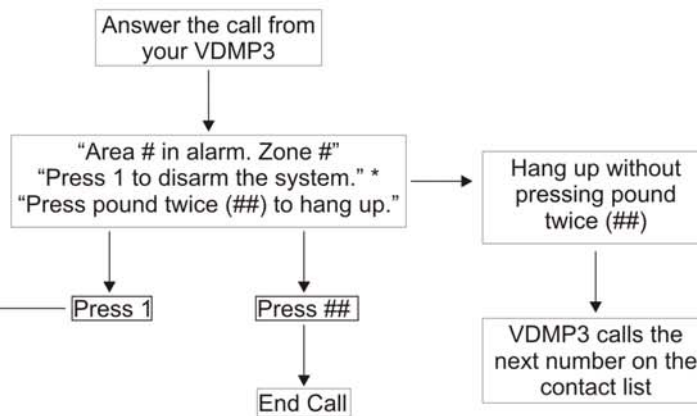 Answer the call from
your VDMP3
“Area # in alarm. Zone #”
“Press 1 to disarm the system.” *
“Press pound twice (##) to hang up.”
Hang up without
pressing pound
twice (##)
Press 1
Press ##
VDMP3 calls the
next number on the
contact list
End Call